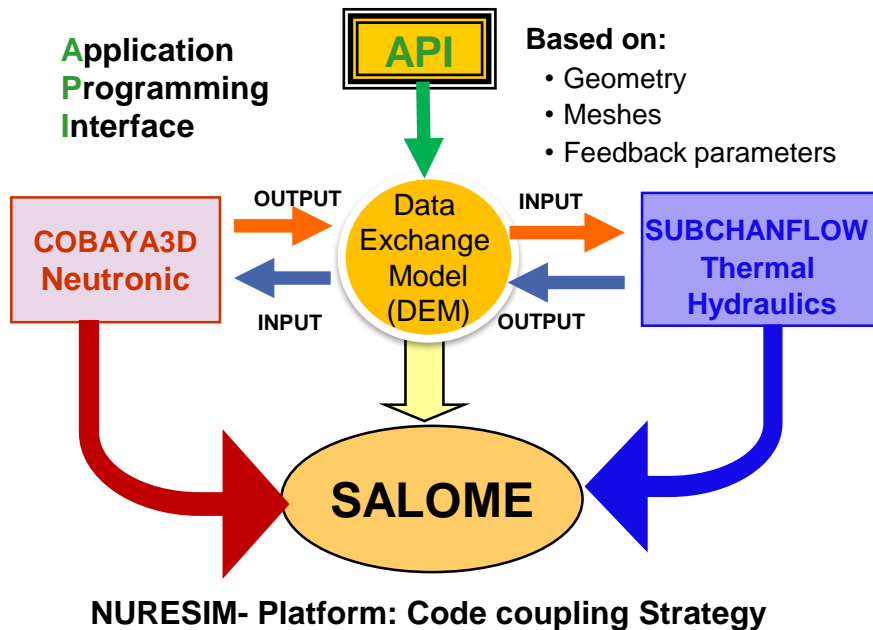 Application
Programming
Interface
API
Based on:
• Geometry
• Meshes
• Feedback parameters
COBAYA3D
Neutronic
OUTPUT
INPUT
Data
Exchange
Model
(DEM)
INPUT
OUTPUT
SUBCHANFLOW
Thermal
Hydraulics
SALOME
NURESIM- Platform: Code coupling Strategy